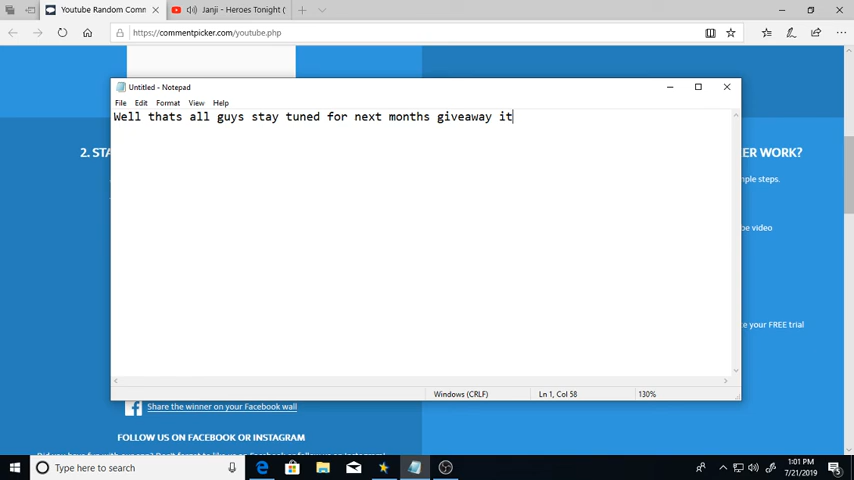 Youtube Random Comm
Janji - Heroes Tonight (
https://commentpicker.com/youtube.php
Untitled - Notepad
File Edit Format View Help
Well thats all guys stay tuned for next months giveaway it
2. STA
ER WORK?
mple steps.
be video
e your FREE trial
Windows (CRLF) Ln 1, Col 58 130%
Share the winner on your Facebook wall
FOLLOW US ON FACEBOOK OR INSTAGRAM
Type here to search
1:01 PM
7/21/2019
3